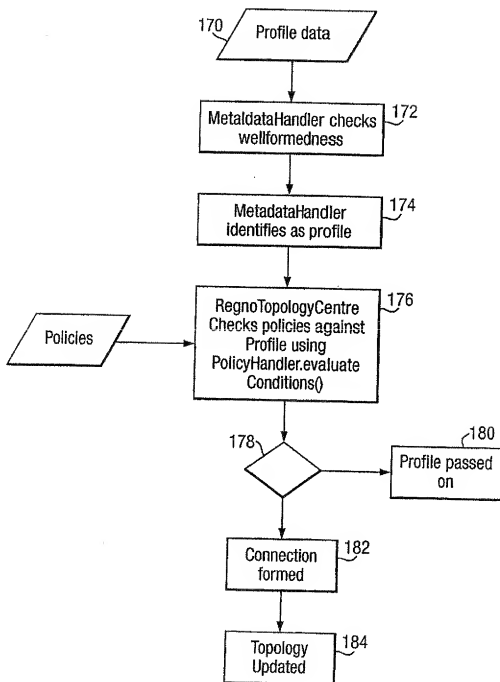 170
Profile data
MetaldataHandler checks
wellformedness
172
MetadataHandler
identifies as profile
174
RegnoTopologyCentre
Checks policies against
Profile using
PolicyHandler.evaluate
Conditions()
176
Policies
178
180
Profile passed
on
Connection
formed
182
Topology
Updated
184